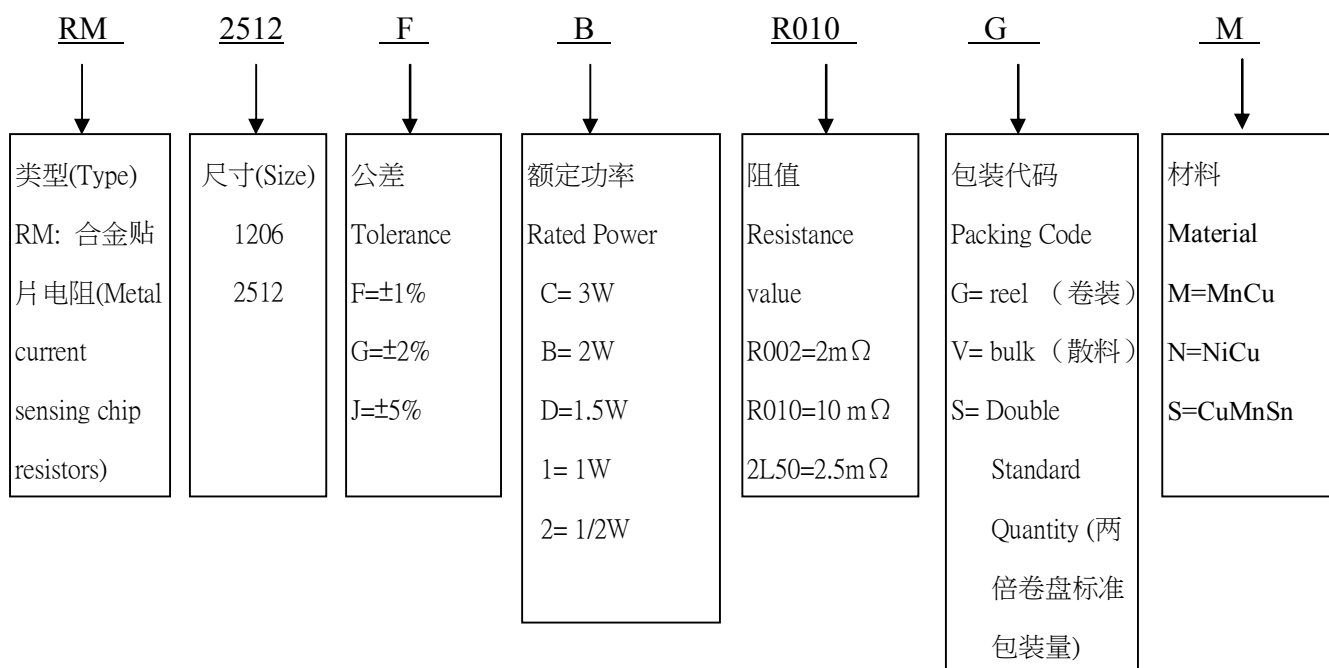 RM 2512 F B R010 G M
类型(Type)
RM: 合金贴
片电阻(Metal
current
sensing chip
resistors)
尺寸(Size)
1206
2512
公差
Tolerance
F=±1%
G=±2%
J=±5%
额定功率
Rated Power
C= 3W
B= 2W
D=1.5W
1= 1W
2= 1/2W
阻值
Resistance
value
R002=2mΩ
R010=10 mΩ
2L50=2.5mΩ
包装代码
Packing Code
G= reel （卷装）
V= bulk （散料）
S= Double
Standard
Quantity (两
倍卷盘标准
包装量)
材料
Material
M=MnCu
N=NiCu
S=CuMnSn